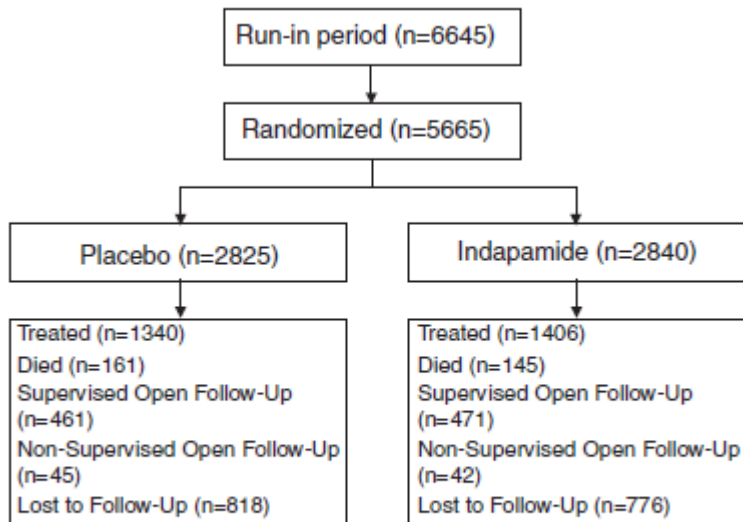 Run-in period (n=6645)
Randomized (n=5665)
Placebo (n=2825)
Indapamide (n=2840)
Treated (n=1340)
Died (n=161)
Supervised Open Follow-Up
(n=461)
Non-Supervised Open Follow-Up
(n=45)
Lost to Follow-Up (n=818)
Treated (n=1406)
Died (n=145)
Supervised Open Follow-Up
(n=471)
Non-Supervised Open Follow-Up
(n=42)
Lost to Follow-Up (n=776)